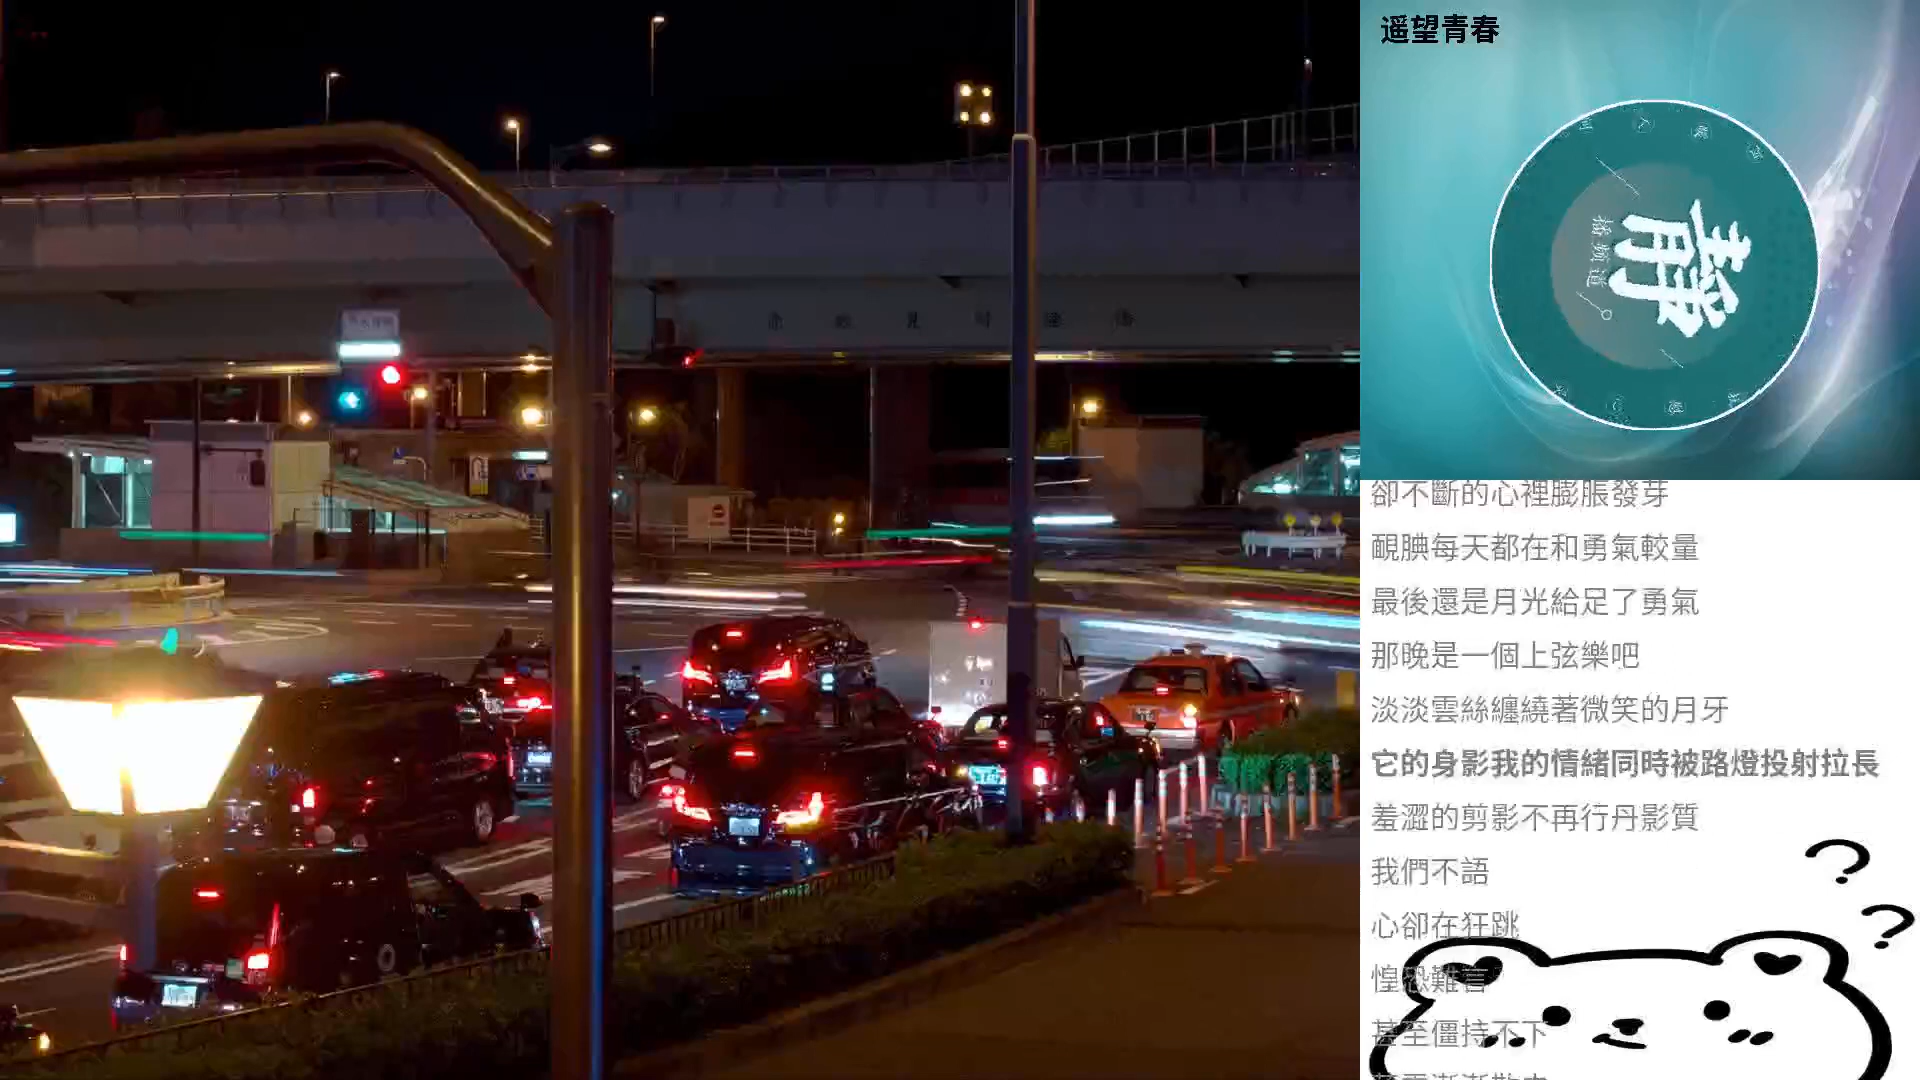 遥望青春
靜
播頻道
卻不斷的心裡膨脹發芽
靦腆每天都在和勇氣較量
最後還是月光給足了勇氣
那晚是一個上弦樂吧
淡淡雲絲纏繞著微笑的月牙
它的身影我的情緒同時被路燈投射拉長
羞澀的剪影不再行丹影質
我們不語
心卻在狂跳
惶恐難言
甚至僵持不下